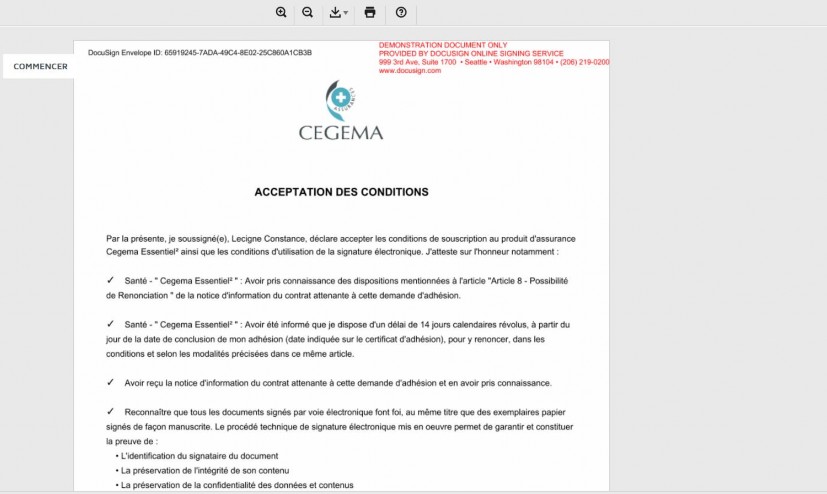 DocuSign Envelope ID: 65919245-7ADA-49C4-8E02-25C860A1CB3B
DEMONSTRATION DOCUMENT ONLY
PROVIDED BY DOCUSIGN ONLINE SIGNING SERVICE
999 3rd Ave, Suite 1700 • Seattle • Washington 98104 • (206) 219-0200
www.docusign.com
COMMENCER
ASSURANCES
CEGEMA
ACCEPTATION DES CONDITIONS
Par la présente, je soussigné(e), Lecigne Constance, déclare accepter les conditions de souscription au produit d'assurance
Cegema Essentiel² ainsi que les conditions d'utilisation de la signature électronique. J'atteste sur l'honneur notamment :
✓ Santé - " Cegema Essentiel² " : Avoir pris connaissance des dispositions mentionnées à l'article "Article 8 - Possibilité
de Renonciation " de la notice d'information du contrat attenante à cette demande d'adhésion.
✓ Santé - " Cegema Essentiel² " : Avoir été informé que je dispose d'un délai de 14 jours calendaires révolus, à partir du
jour de la date de conclusion de mon adhésion (date indiquée sur le certificat d'adhésion), pour y renoncer, dans les
conditions et selon les modalités précisées dans ce même article.
✓ Avoir reçu la notice d'information du contrat attenante à cette demande d'adhésion et en avoir pris connaissance.
✓ Reconnaître que tous les documents signés par voie électronique font foi, au même titre que des exemplaires papier
signés de façon manuscrite. Le procédé technique de signature électronique mis en oeuvre permet de garantir et constituer
la preuve de :
• L'identification du signataire du document
• La préservation de l'intégrité de son contenu
• La préservation de la confidentialité des données et contenus